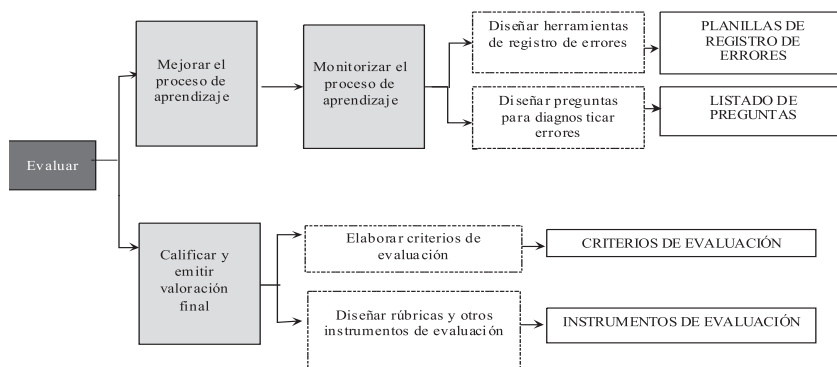 Evaluar
Mejorar el
proceso de
aprendizaje
Monitorizar el
proceso de
aprendizaje
Diseñar herramientas
de registro de errores
PLANILLAS DE
REGISTRO DE
ERRORES
Diseñar preguntas
para diagnosticar
errores
LISTADO DE
PREGUNTAS
Calificar y
emitir
valoración
final
Elaborar criterios de
evaluación
CRITERIOS DE EVALUACIÓN
Diseñar rúbricas y otros
instrumentos de evaluación
INSTRUMENTOS DE EVALUACIÓN